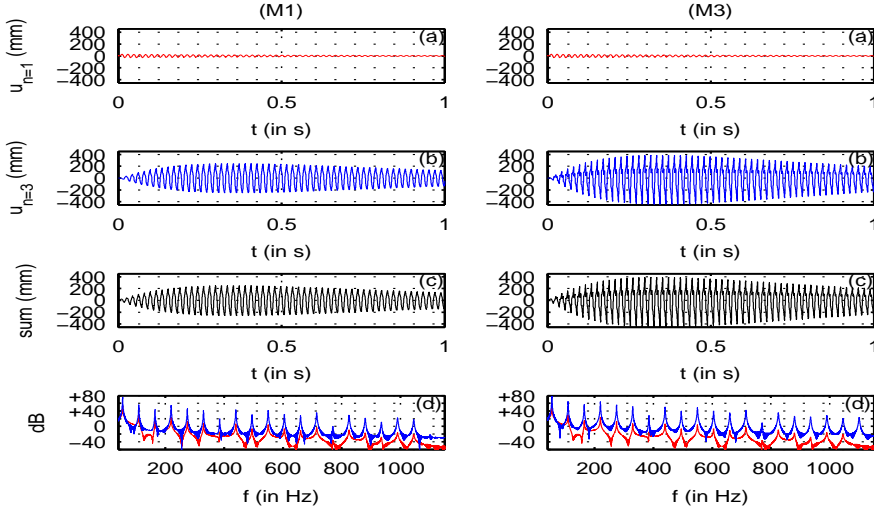 (M1) (M3)
u_{n=1} (mm) 400 200 0 −200 −400 (a) 400 200 0 −200 −400 (a)
0 0.5 1 0 0.5 1
t (in s) t (in s)
u_{n=3} (mm) 400 200 0 −200 −400 (b) 400 200 0 −200 −400 (b)
0 0.5 1 0 0.5 1
t (in s) t (in s)
sum (mm) 400 200 0 −200 −400 (c) 400 200 0 −200 −400 (c)
0 0.5 1 0 0.5 1
t (in s) t (in s)
dB +80 +40 0 −40 (d) +80 +40 0 −40 (d)
200 400 600 800 1000 200 400 600 800 1000
f (in Hz) f (in Hz)